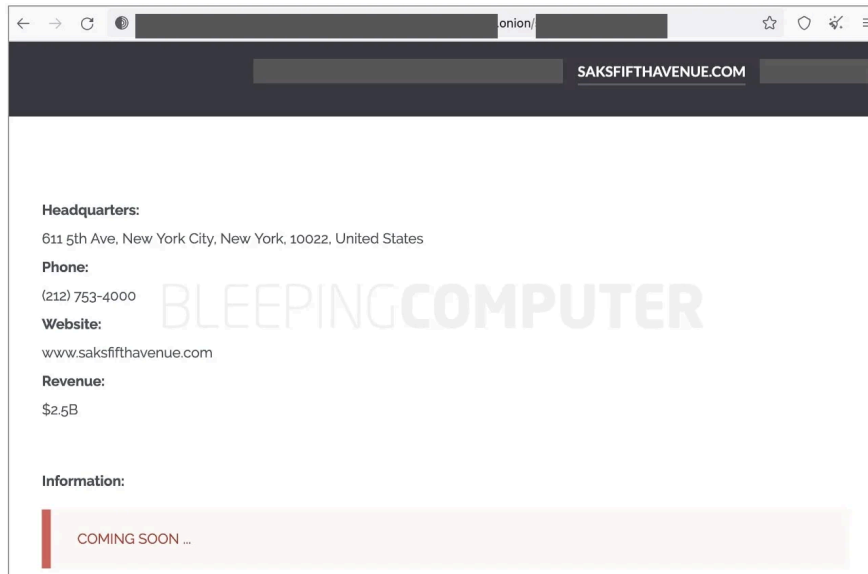 .onion/
SAKSFIFTHAVENUE.COM
Headquarters:
611 5th Ave, New York City, New York, 10022, United States
Phone:
(212) 753-4000
BLEEPINGCOMPUTER
Website:
www.saksfifthavenue.com
Revenue:
$2.5B
Information:
COMING SOON ...